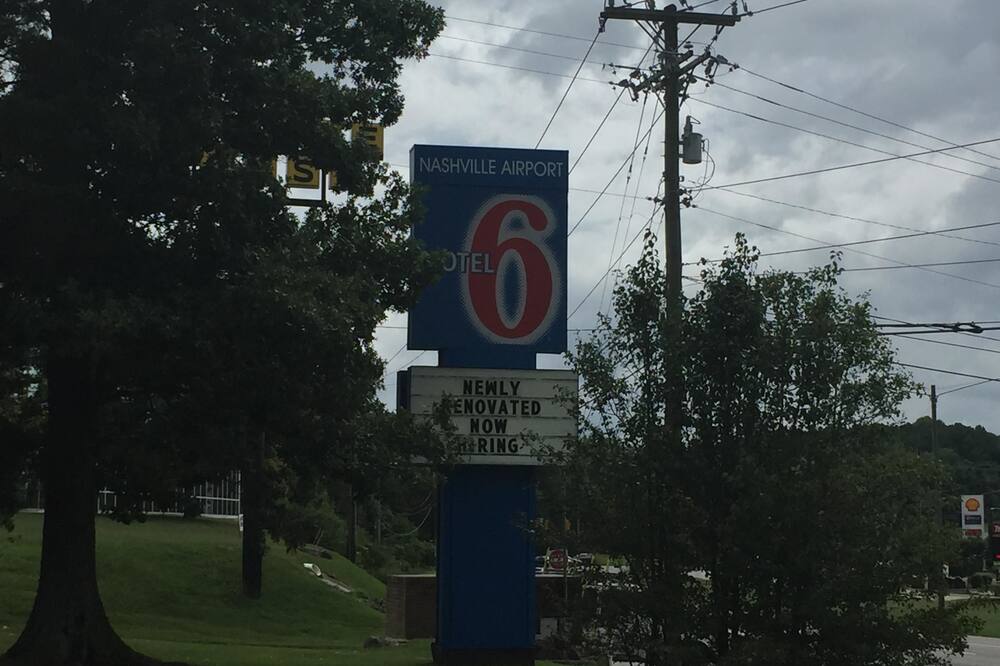 NASHVILLE AIRPORT
OTEL 6
NEWLY
ENOVATED
NOW
H RING